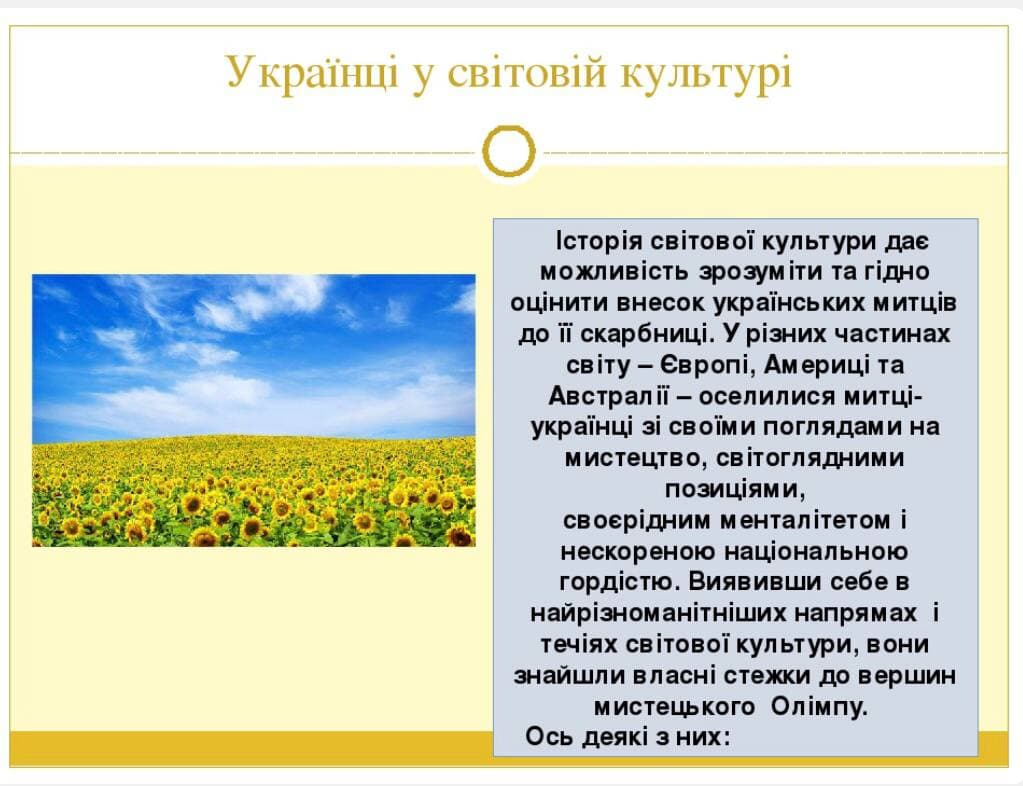 Українці у світовій культурі
Історія світової культури дає
можливість зрозуміти та гідно
оцінити внесок українських митців
до її скарбниці. У різних частинах
світу – Європі, Америці та
Австралії – оселилися митці-
українці зі своїми поглядами на
мистецтво, світоглядними
позиціями,
своєрідним менталітетом і
нескореною національною
гордістю. Виявивши себе в
найрізноманітніших напрямах і
течіях світової культури, вони
знайшли власні стежки до вершин
мистецького Олімпу.
Ось деякі з них: